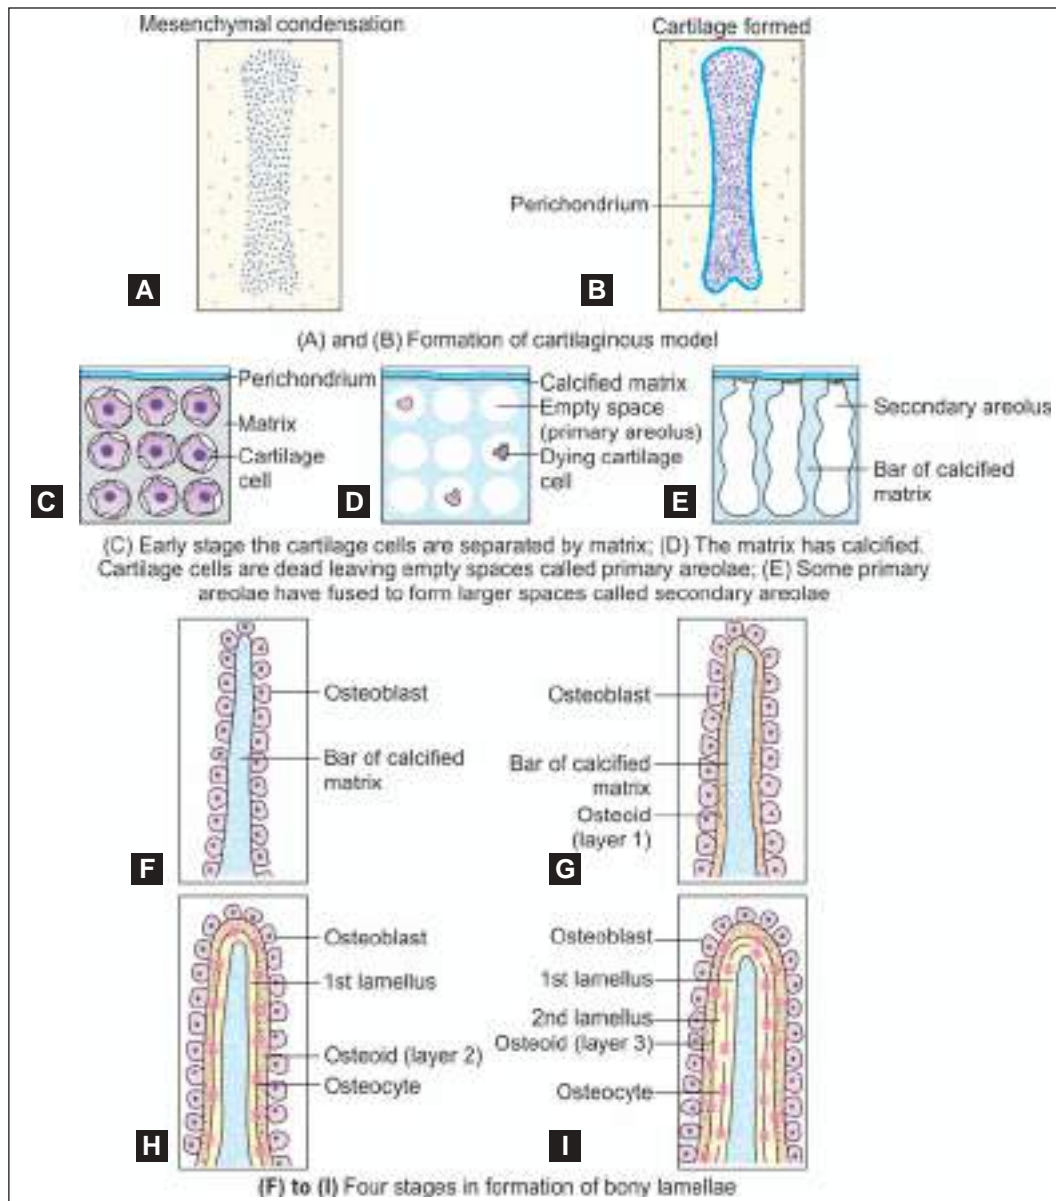 Mesenchymal condensation
Cartilage formed
Perichondrium
A
B
(A) and (B) Formation of cartilaginous model
Perichondrium
Matrix
Cartilage
cell
C
Calcified matrix
Empty space
(primary areolus)
Dying cartilage
cell
D
Secondary areolus
Bar of calcified
matrix
E
(C) Early stage the cartilage cells are separated by matrix; (D) The matrix has calcified.
Cartilage cells are dead leaving empty spaces called primary areolae; (E) Some primary
areolae have fused to form larger spaces called secondary areolae
Osteoblast
Bar of calcified
matrix
F
Osteoblast
Bar of calcified
matrix
Osteoid
(layer 1)
G
Osteoblast
1st lamellus
Osteoid (layer 2)
Osteocyte
H
Osteoblast
1st lamellus
2nd lamellus
Osteoid (layer 3)
Osteocyte
I
(F) to (I) Four stages in formation of bony lamellae